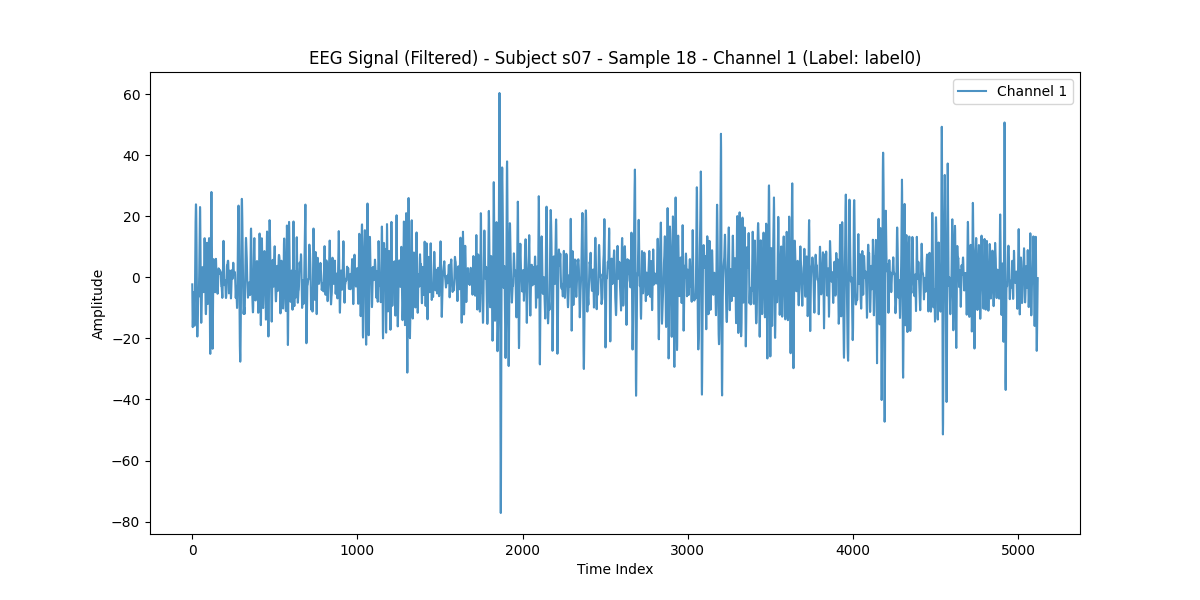 EEG Signal (Filtered) - Subject s07 - Sample 18 - Channel 1 (Label: label0)
Channel 1
60
40
20
0
−20
−40
−60
−80
Amplitude
0 1000 2000 3000 4000 5000
Time Index